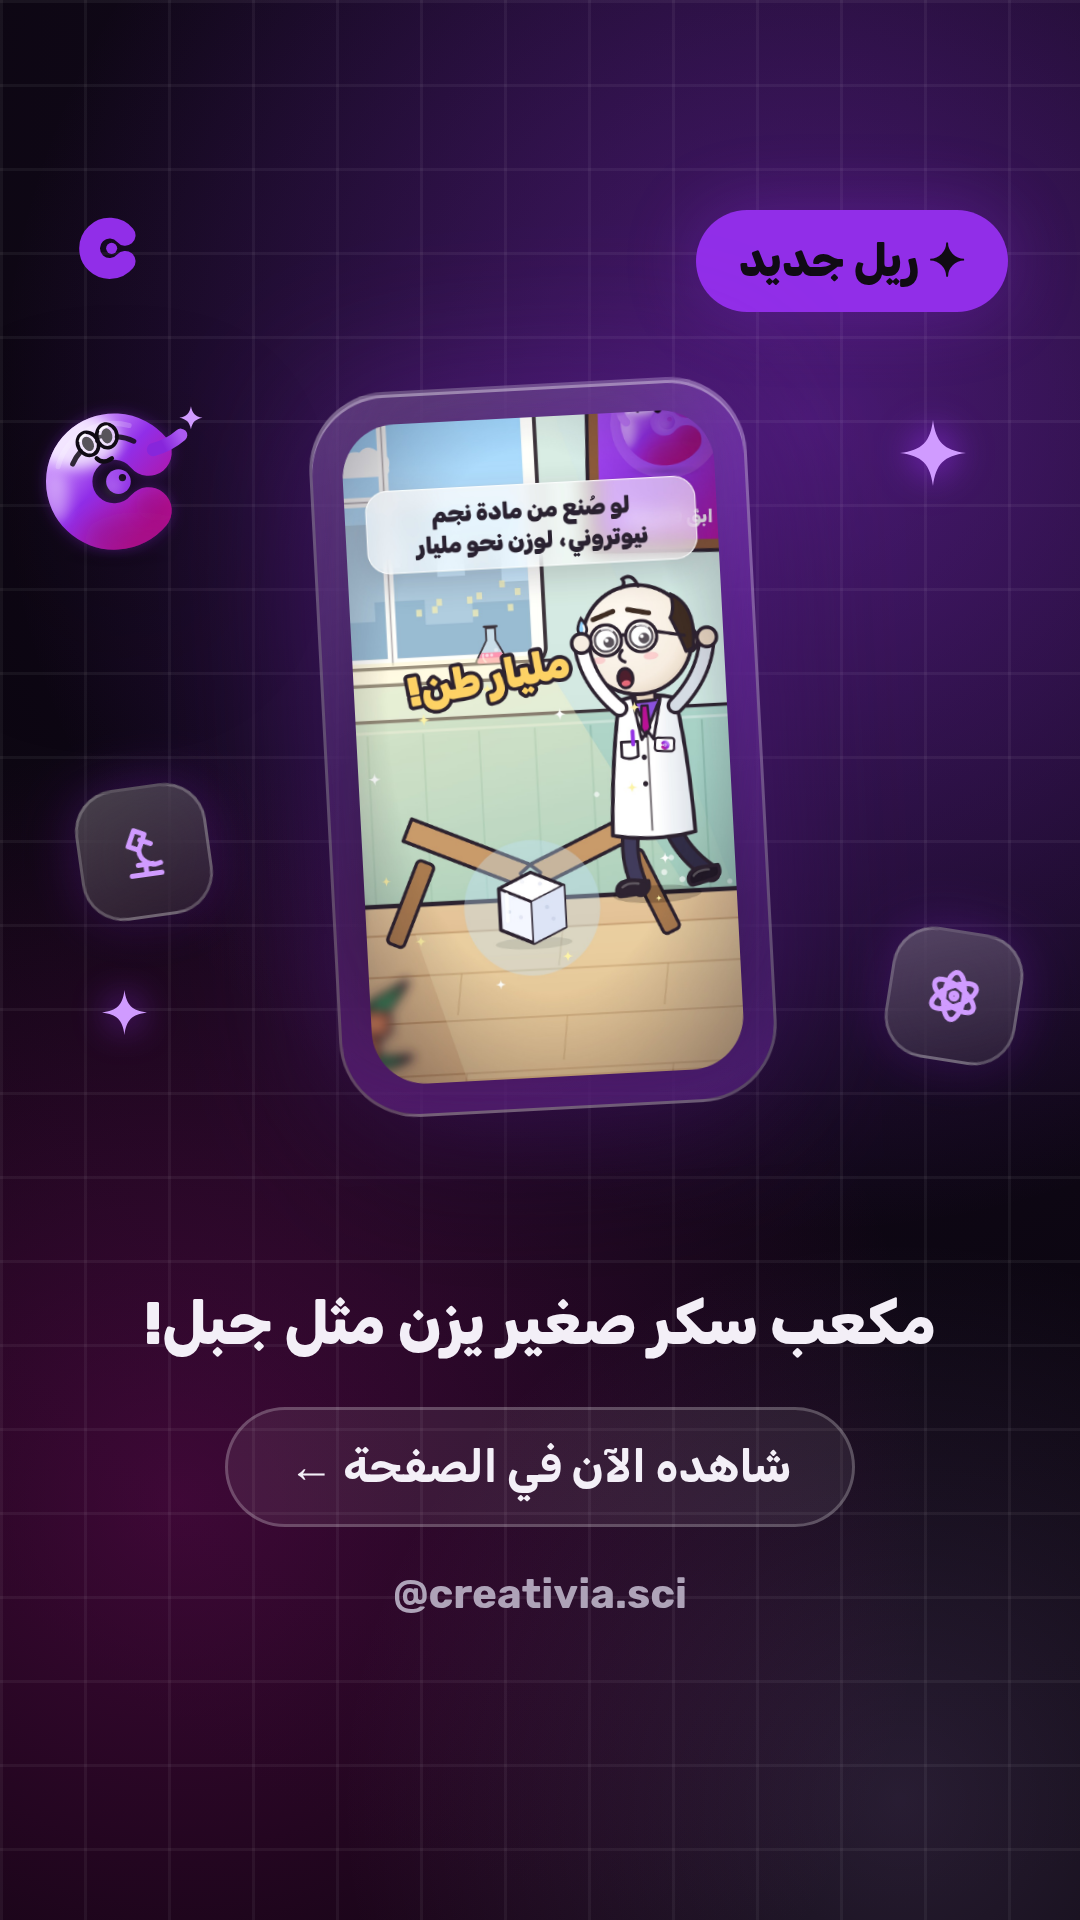 ريل جديد
ابق
لو صُنع من مادة نجم
نيوتروني، لوزن نحو مليار
مليار طن!
مكعب سكر صغير يزن مثل جبل!
شاهده الآن في الصفحة ←
@creativia.sci